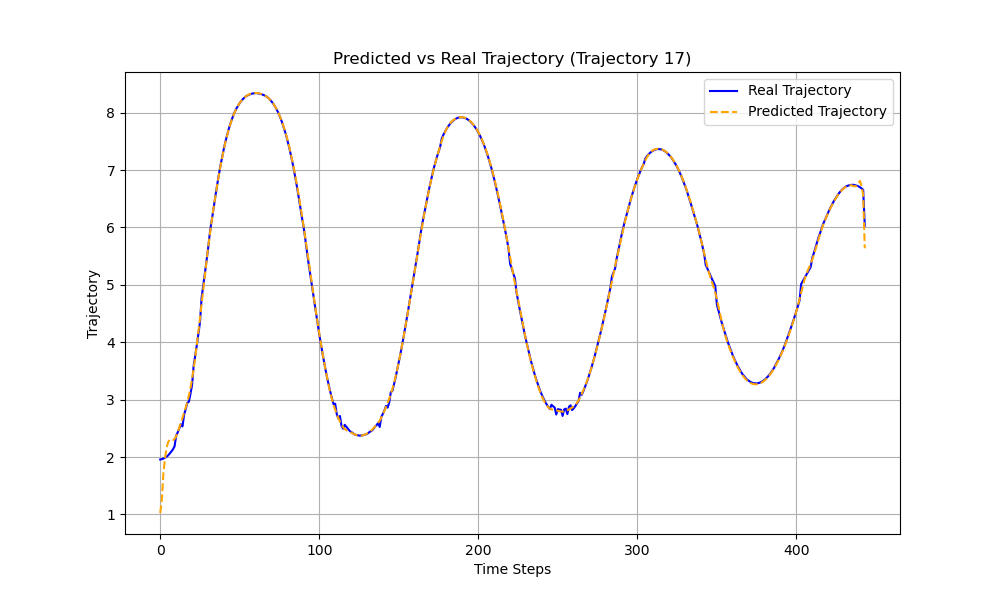 Predicted vs Real Trajectory (Trajectory 17)
Real Trajectory
Predicted Trajectory
Trajectory
8
7
6
5
4
3
2
1
0 100 200 300 400
Time Steps